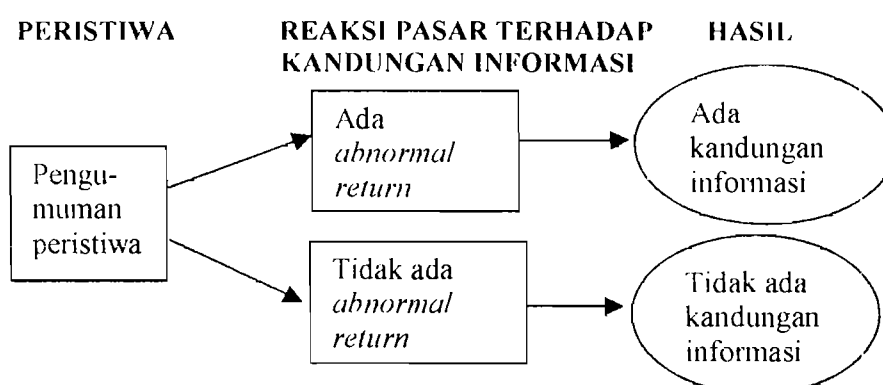 PERISTIWA REAKSI PASAR TERHADAP KANDUNGAN INFORMASI HASIL
Pengu-
muman
peristiwa
Ada
abnormal
return
Ada
kandungan
informasi
Tidak ada
abnormal
return
Tidak ada
kandungan
informasi